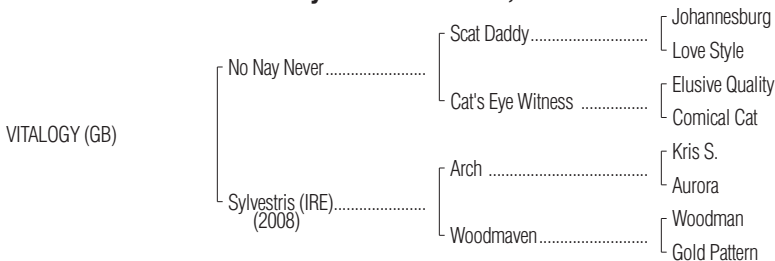 Johannesburg
Scat Daddy
Love Style
No Nay Never
Elusive Quality
Cat's Eye Witness
Comical Cat
VITALOGY (GB)
Kris S.
Arch
Aurora
Sylvestris (IRE)
(2008)
Woodman
Woodmaven
Gold Pattern